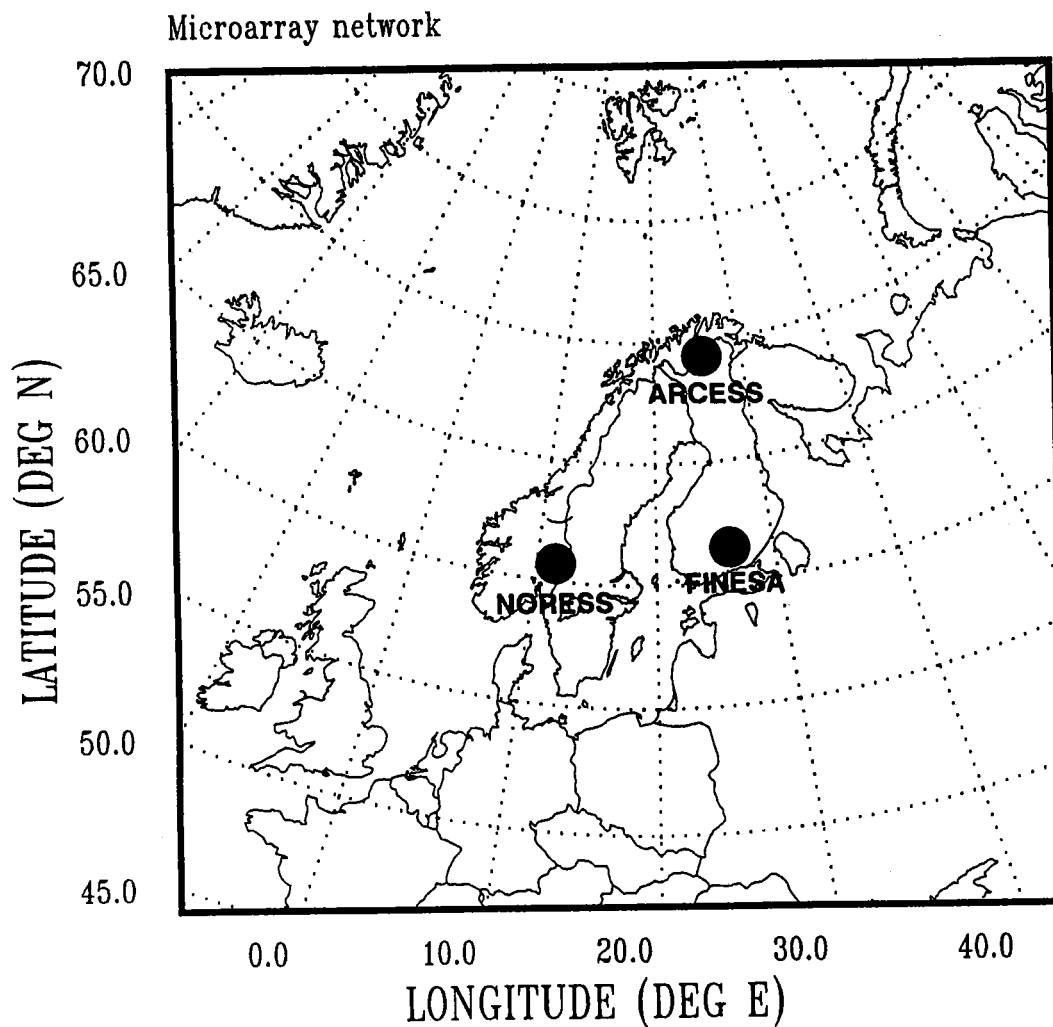 Microarray network
70.0
65.0
60.0
55.0
50.0
45.0
LATITUDE (DEG N)
ARCESS
NORESS
FINESA
0.0 10.0 20.0 30.0 40.0
LONGITUDE (DEG E)